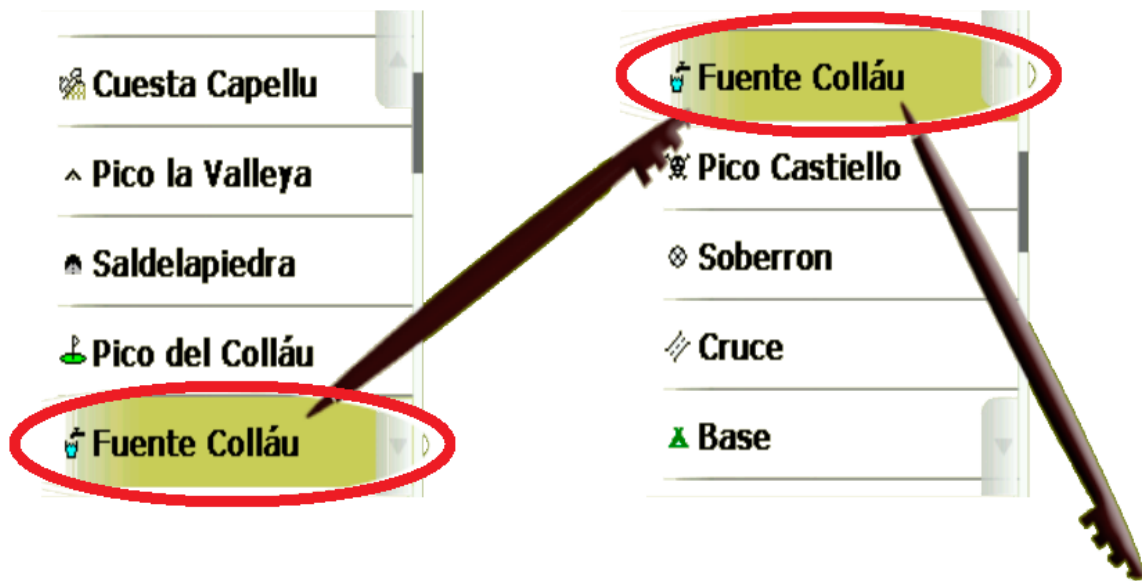 Cuesta Capellu
Pico la Valleya
Saldelapiedra
Pico del Colláu
Fuente Colláu
Fuente Colláu
Pico Castiello
Soberron
Cruce
Base